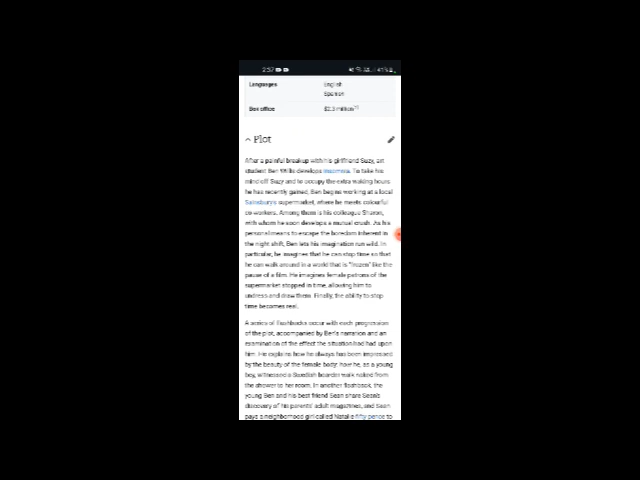 2:57
Languages English
Spanish
Box office $2.3 million
Plot
After a painful breakup with his girlfriend Suzy, art
student Ben Willis develops insomnia. To take his
mind off Suzy and to occupy the extra waking hours
he has recently gained, Ben begins working at a local
Sainsbury's supermarket, where he meets colourful
co-workers. Among them is his colleague Sharon,
with whom he soon develops a mutual crush. As his
personal means to escape the boredom inherent in
the night shift, Ben lets his imagination run wild. In
particular, he imagines that he can stop time so that
he can walk around in a world that is "frozen" like the
pause of a film. He imagines female patrons of the
supermarket stopped in time, allowing him to
undress and draw them. Finally, the ability to stop
time becomes real.
A series of flashbacks occur with each progression
of the plot, accompanied by Ben's narration and an
examination of the effect the situation had had upon
him. He explains how he always has been impressed
by the beauty of the female body: how he, as a young
boy, witnessed a Swedish boarder walk naked from
the shower to her room. In another flashback, the
young Ben and his best friend Sean share Sean's
discovery of his parents' adult magazines, and Sean
pays a neighborhood girl called Natalie fifty pence to